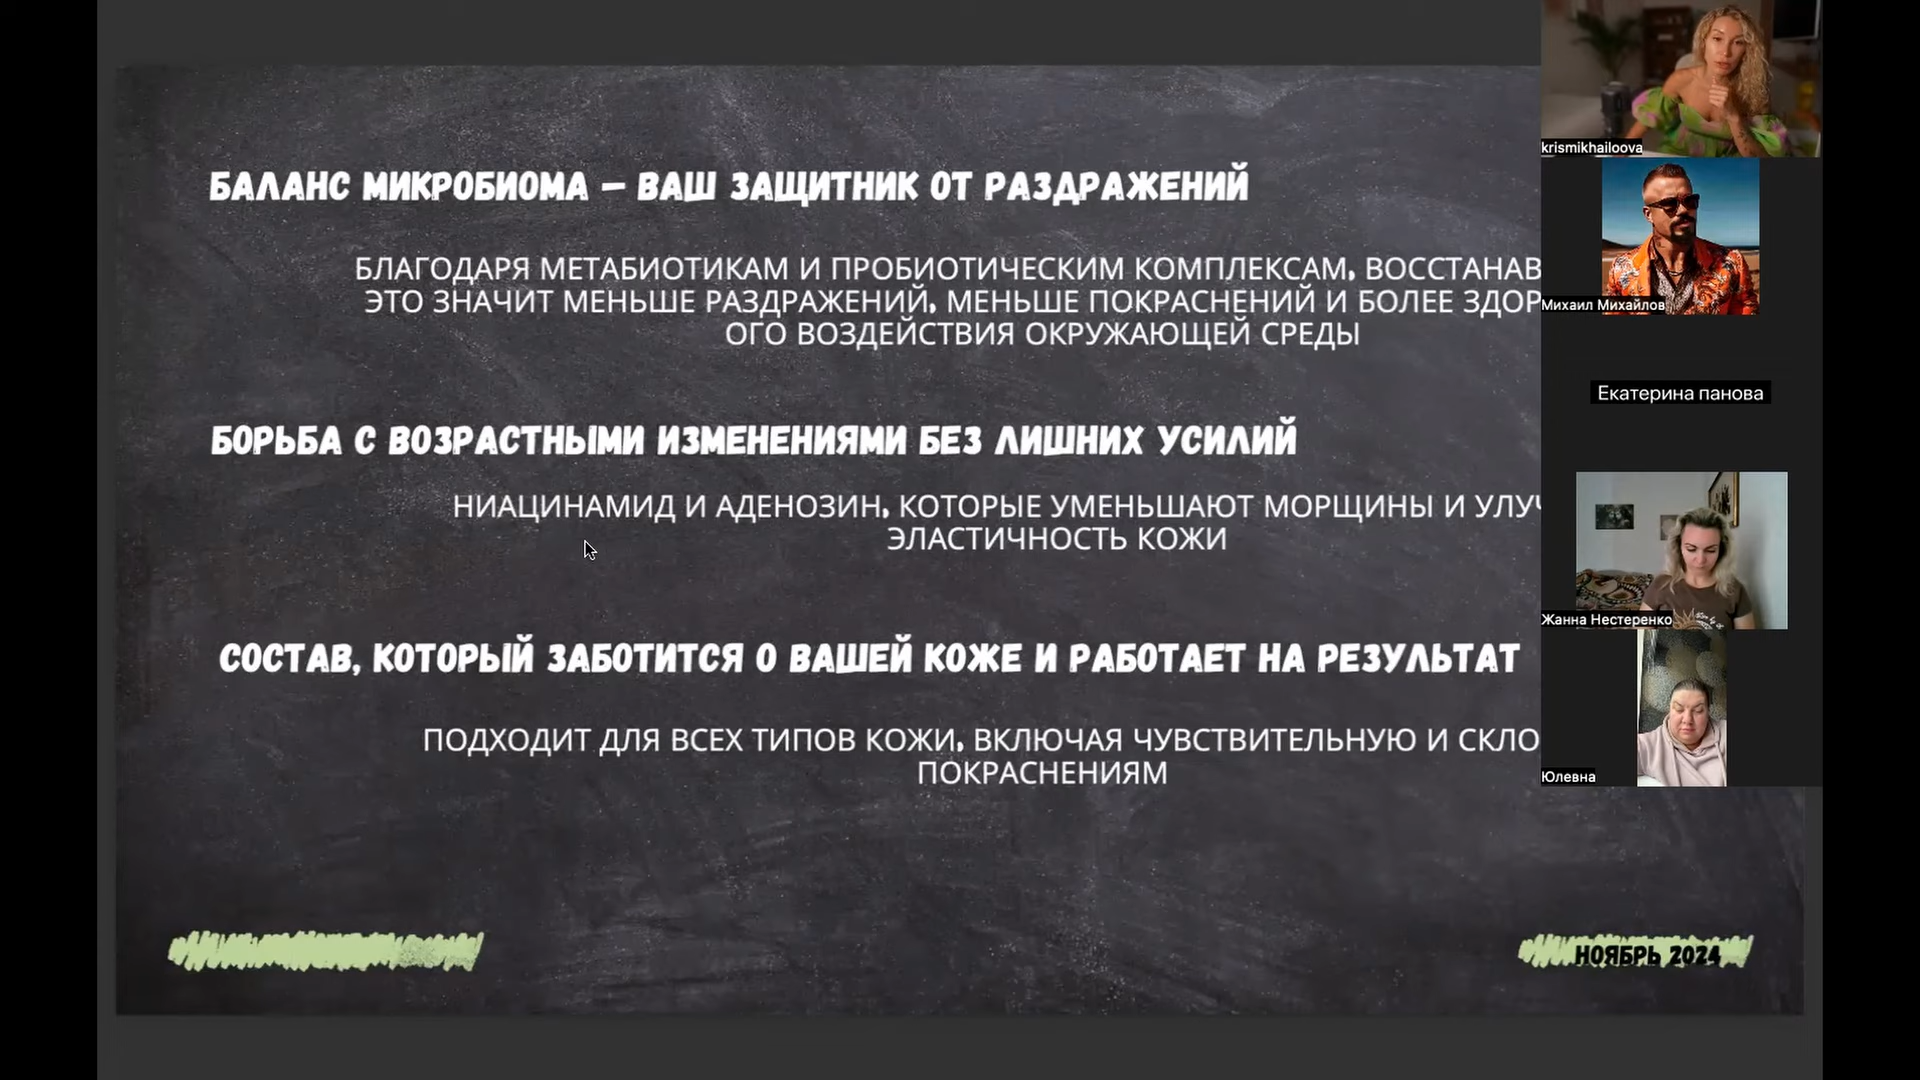 БАЛАНС МИКРОБИОМА – ВАШ ЗАЩИТНИК ОТ РАЗДРАЖЕНИЙ
БЛАГОДАРЯ МЕТАБИОТИКАМ И ПРОБИОТИЧЕСКИМ КОМПЛЕКСАМ, ВОССТАНАВ
ЭТО ЗНАЧИТ МЕНЬШЕ РАЗДРАЖЕНИЙ, МЕНЬШЕ ПОКРАСНЕНИЙ И БОЛЕЕ ЗДОР
ОГО ВОЗДЕЙСТВИЯ ОКРУЖАЮЩЕЙ СРЕДЫ
БОРЬБА С ВОЗРАСТНЫМИ ИЗМЕНЕНИЯМИ БЕЗ ЛИШНИХ УСИЛИЙ
НИАЦИНАМИД И АДЕНОЗИН, КОТОРЫЕ УМЕНЬШАЮТ МОРЩИНЫ И УЛУЧ
ЭЛАСТИЧНОСТЬ КОЖИ
СОСТАВ, КОТОРЫЙ ЗАБОТИТСЯ О ВАШЕЙ КОЖЕ И РАБОТАЕТ НА РЕЗУЛЬТАТ
ПОДХОДИТ ДЛЯ ВСЕХ ТИПОВ КОЖИ, ВКЛЮЧАЯ ЧУВСТВИТЕЛЬНУЮ И СКЛО
ПОКРАСНЕНИЯМ
НОЯБРЬ 2024
krismikhailoova
Михаил Михайлов
Екатерина панова
Жанна Нестеренко
Юлевна